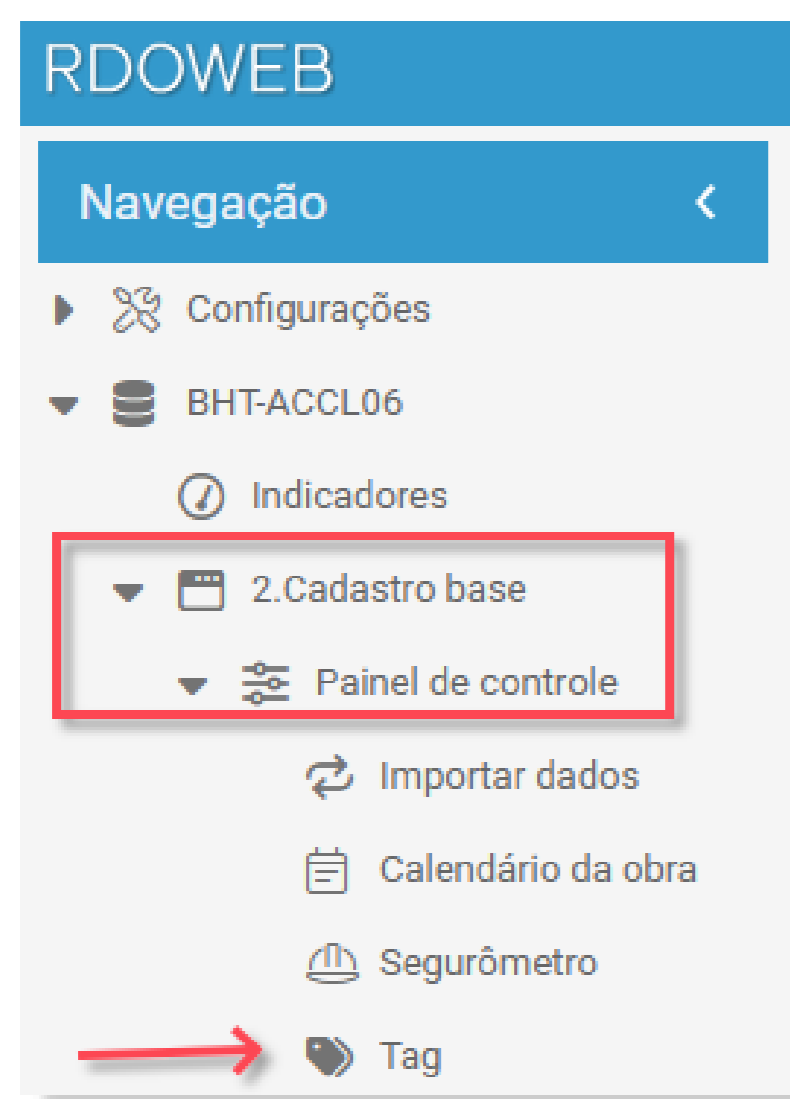 RDOWEB
Navegação
Configurações
BHT-ACCL06
Indicadores
2.Cadastro base
Painel de controle
Importar dados
Calendário da obra
Segurômetro
Tag